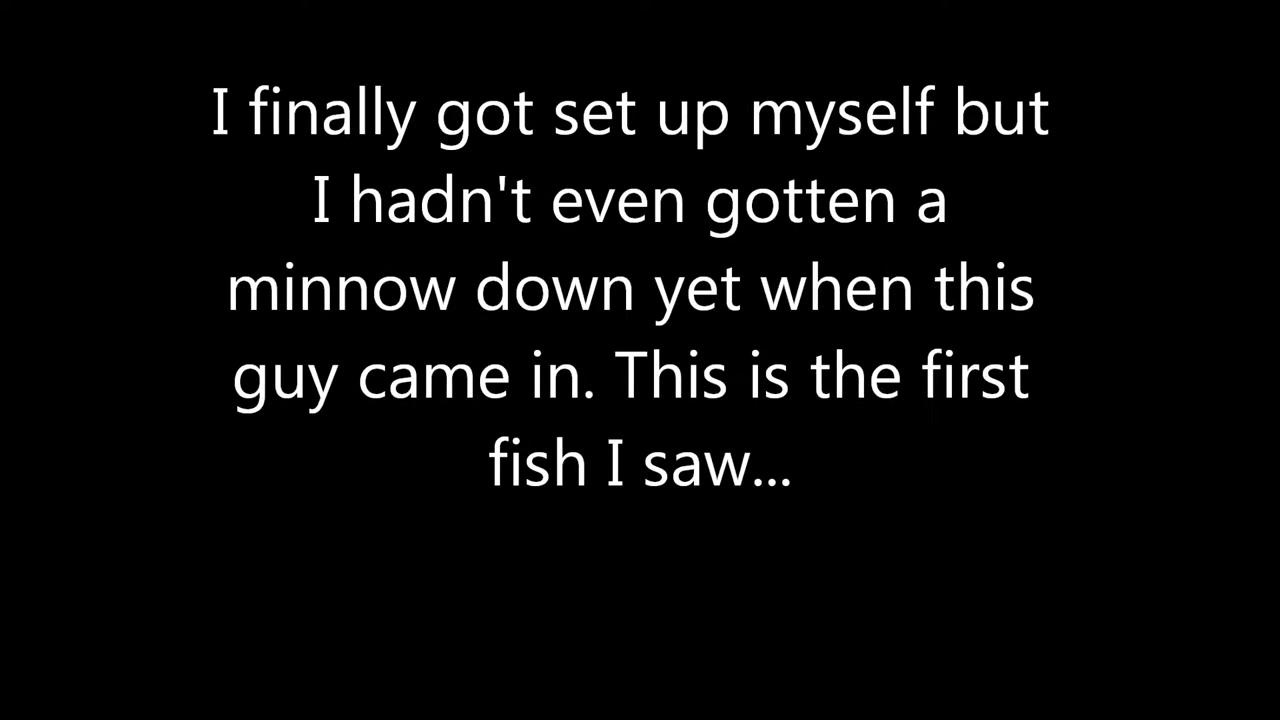 I finally got set up myself but
I hadn't even gotten a
minnow down yet when this
guy came in. This is the first
fish I saw...